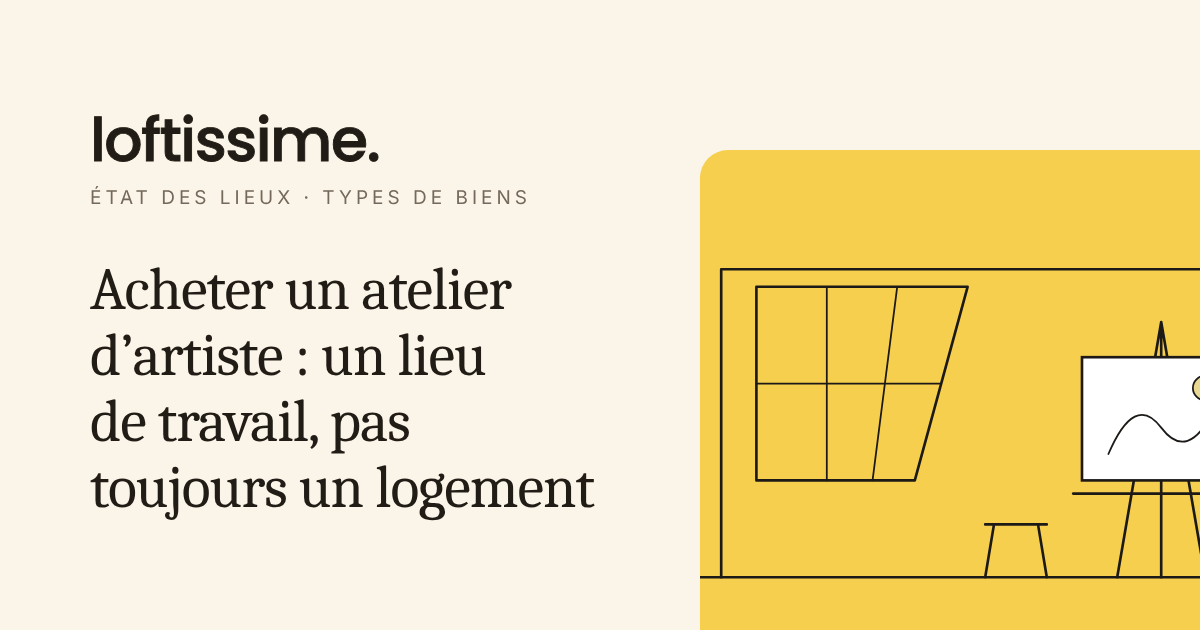 loftissime.
ÉTAT DES LIEUX · TYPES DE BIENS
Acheter un atelier
d’artiste : un lieu
de travail, pas
toujours un logement